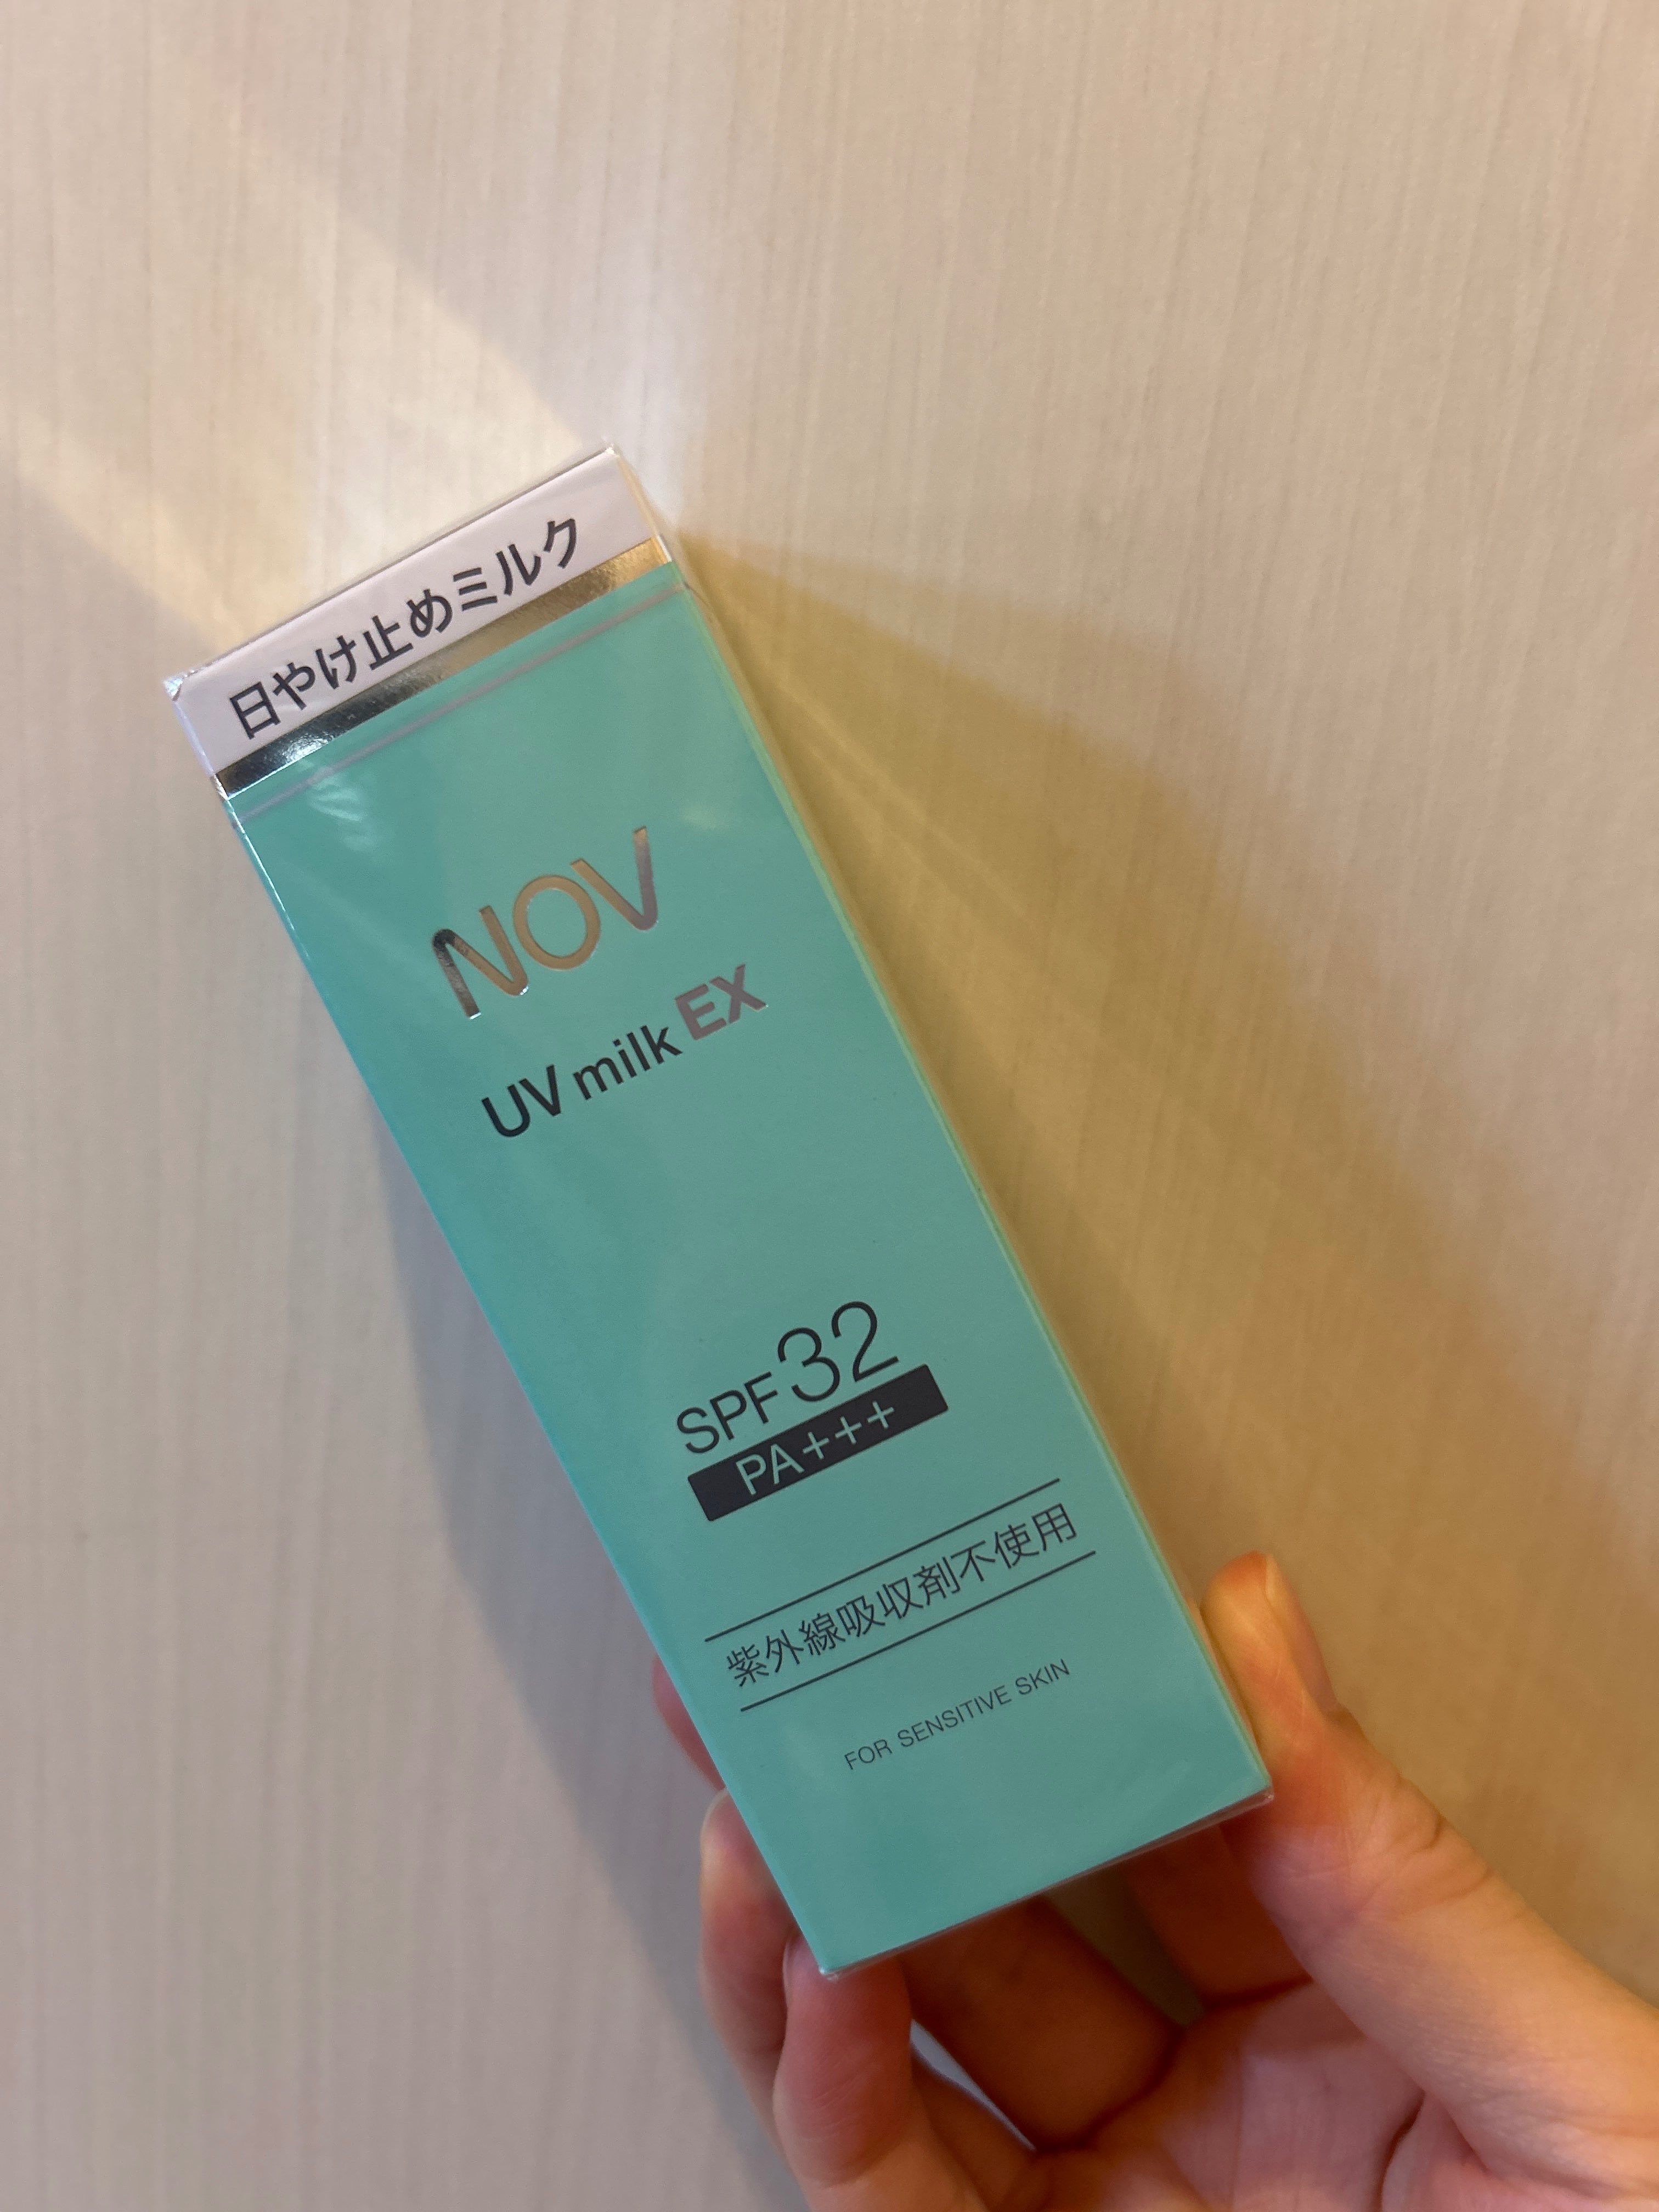 日やけ止めミルク
NOV
UV milk EX
SPF32
PA+++
紫外線吸収剤不使用
FOR SENSITIVE SKIN